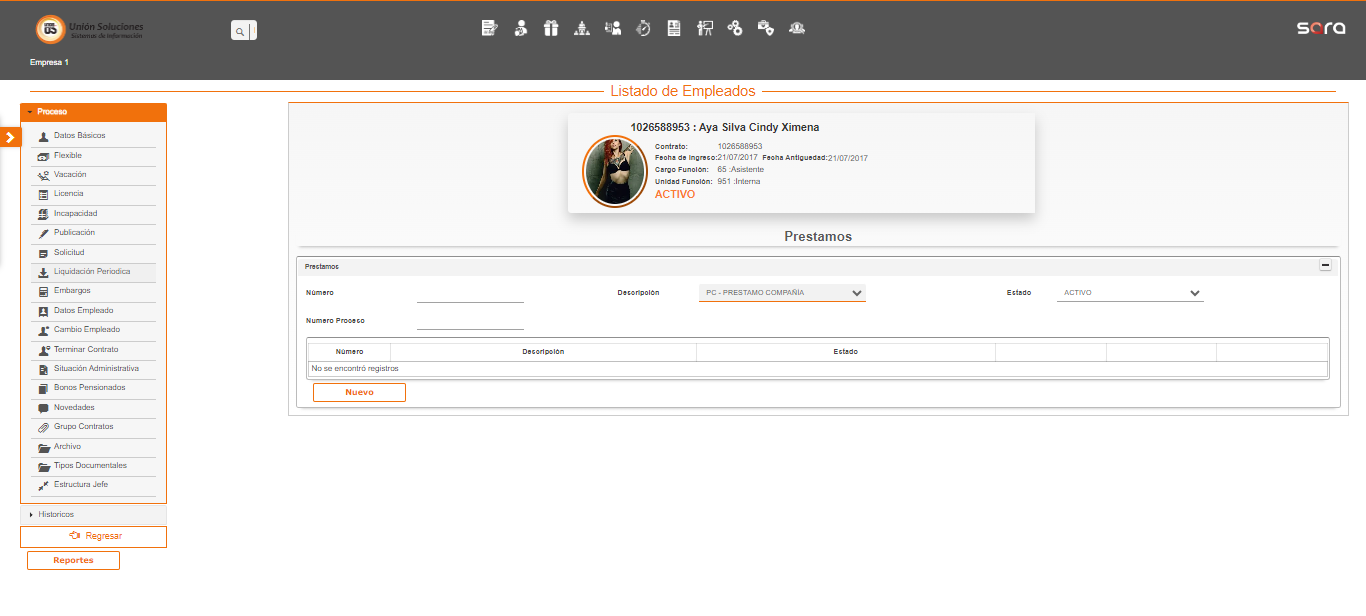 Unión Soluciones
Sistemas de Información
sora
Empresa 1
Listado de Empleados
Proceso
Datos Básicos
Flexible
Vacación
Licencia
Incapacidad
Publicación
Solicitud
Liquidación Periodica
Embargos
Datos Empleado
Cambio Empleado
Terminar Contrato
Situación Administrativa
Bonos Pensionados
Novedades
Grupo Contratos
Archivo
Tipos Documentales
Estructura Jefe
Historicos
Regresar
Reportes
1026588953 : Aya Silva Cindy Ximena
Contrato: 1026588953
Fecha de Ingreso:21/07/2017 Fecha Antiguedad:21/07/2017
Cargo Función: 65 :Asistente
Unidad Función: 951 :Interna
ACTIVO
Prestamos
Prestamos
Número Descripción PC - PRESTAMO COMPAÑÍA Estado ACTIVO
Numero Proceso
Número Descripción Estado
No se encontró registros
Nuevo